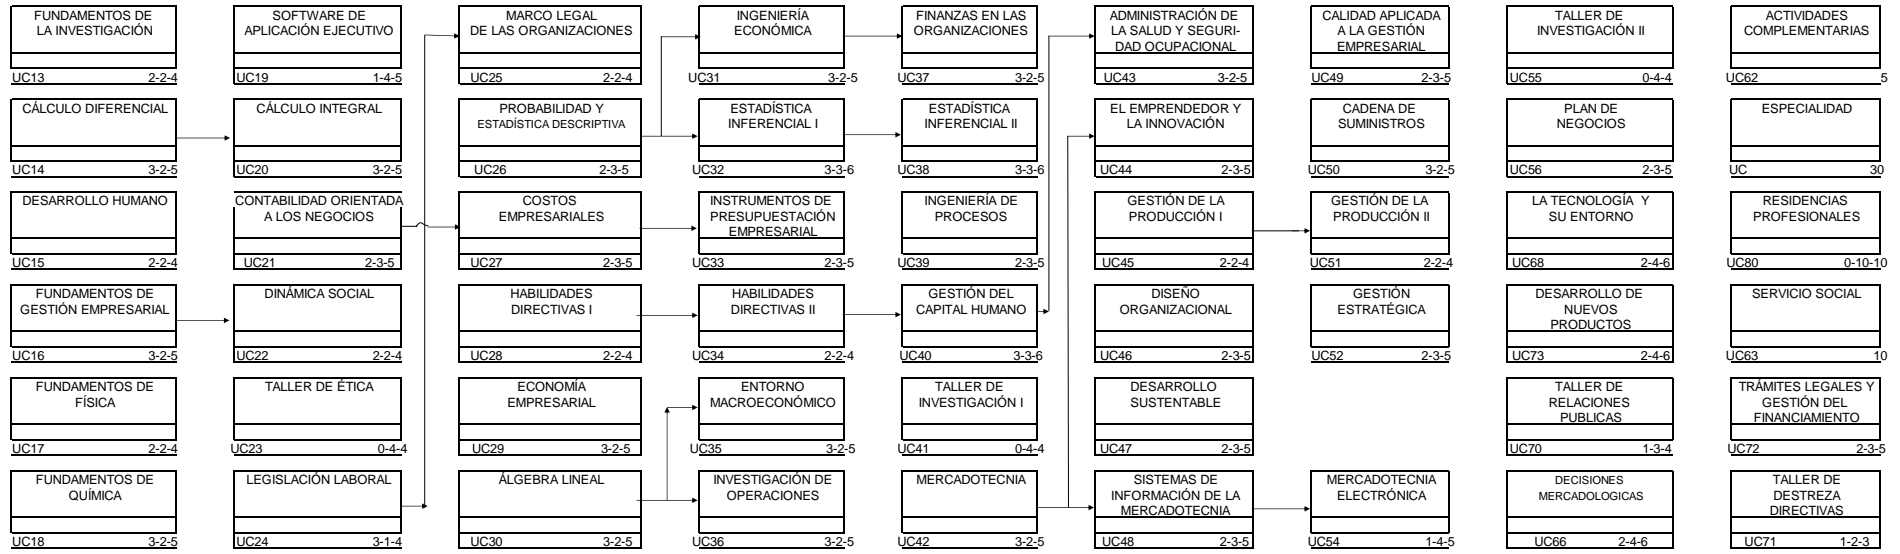 FUNDAMENTOS DE
LA INVESTIGACIÓN
UC13 2-2-4
SOFTWARE DE
APLICACIÓN EJECUTIVO
UC19 1-4-5
MARCO LEGAL
DE LAS ORGANIZACIONES
UC25 2-2-4
INGENIERÍA
ECONÓMICA
UC31 3-2-5
FINANZAS EN LAS
ORGANIZACIONES
UC37 3-2-5
ADMINISTRACIÓN DE
LA SALUD Y SEGURI-
DAD OCUPACIONAL
UC43 3-2-5
CALIDAD APLICADA
A LA GESTIÓN
EMPRESARIAL
UC49 2-3-5
TALLER DE
INVESTIGACIÓN II
UC55 0-4-4
ACTIVIDADES
COMPLEMENTARIAS
UC62 5
CÁLCULO DIFERENCIAL
UC14 3-2-5
CÁLCULO INTEGRAL
UC20 3-2-5
PROBABILIDAD Y
ESTADÍSTICA DESCRIPTIVA
UC26 2-3-5
ESTADÍSTICA
INFERENCIAL I
UC32 3-3-6
ESTADÍSTICA
INFERENCIAL II
UC38 3-3-6
EL EMPRENDEDOR Y
LA INNOVACIÓN
UC44 2-3-5
CADENA DE
SUMINISTROS
UC50 3-2-5
PLAN DE
NEGOCIOS
UC56 2-3-5
ESPECIALIDAD
UC 30
DESARROLLO HUMANO
UC15 2-2-4
CONTABILIDAD ORIENTADA
A LOS NEGOCIOS
UC21 2-3-5
COSTOS
EMPRESARIALES
UC27 2-3-5
INSTRUMENTOS DE
PRESUPUESTACIÓN
EMPRESARIAL
UC33 2-3-5
INGENIERÍA DE
PROCESOS
UC39 2-3-5
GESTIÓN DE LA
PRODUCCIÓN I
UC45 2-2-4
GESTIÓN DE LA
PRODUCCIÓN II
UC51 2-2-4
LA TECNOLOGÍA Y
SU ENTORNO
UC68 2-4-6
RESIDENCIAS
PROFESIONALES
UC80 0-10-10
FUNDAMENTOS DE
GESTIÓN EMPRESARIAL
UC16 3-2-5
DINÁMICA SOCIAL
UC22 2-2-4
HABILIDADES
DIRECTIVAS I
UC28 2-2-4
HABILIDADES
DIRECTIVAS II
UC34 2-2-4
GESTIÓN DEL
CAPITAL HUMANO
UC40 3-3-6
DISEÑO
ORGANIZACIONAL
UC46 2-3-5
GESTIÓN
ESTRATÉGICA
UC52 2-3-5
DESARROLLO DE
NUEVOS
PRODUCTOS
UC73 2-4-6
SERVICIO SOCIAL
UC63 10
FUNDAMENTOS DE
FÍSICA
UC17 2-2-4
TALLER DE ÉTICA
UC23 0-4-4
ECONOMÍA
EMPRESARIAL
UC29 3-2-5
ENTORNO
MACROECONÓMICO
UC35 3-2-5
TALLER DE
INVESTIGACIÓN I
UC41 0-4-4
DESARROLLO
SUSTENTABLE
UC47 2-3-5
TALLER DE
RELACIONES
PUBLICAS
UC70 1-3-4
TRÁMITES LEGALES Y
GESTIÓN DEL
FINANCIAMIENTO
UC72 2-3-5
FUNDAMENTOS DE
QUÍMICA
UC18 3-2-5
LEGISLACIÓN LABORAL
UC24 3-1-4
ÁLGEBRA LINEAL
UC30 3-2-5
INVESTIGACIÓN DE
OPERACIONES
UC36 3-2-5
MERCADOTECNIA
UC42 3-2-5
SISTEMAS DE
INFORMACIÓN DE LA
MERCADOTECNIA
UC48 2-3-5
MERCADOTECNIA
ELECTRÓNICA
UC54 1-4-5
DECISIONES
MERCADOLOGICAS
UC66 2-4-6
TALLER DE
DESTREZA
DIRECTIVAS
UC71 1-2-3